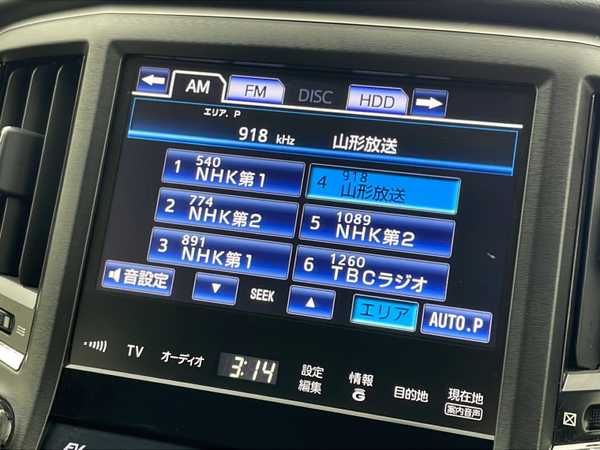 AM FM DISC HDD
エリア. P
918 kHz 山形放送
1 540 NHK第1
4 918 山形放送
2 774 NHK第2
5 1089 NHK第2
3 891 NHK第1
6 1260 TBCラジオ
音設定 SEEK エリア AUTO.P
TV オーディオ 3:14 設定編集 情報 G 目的地 現在地
案内音声
EV